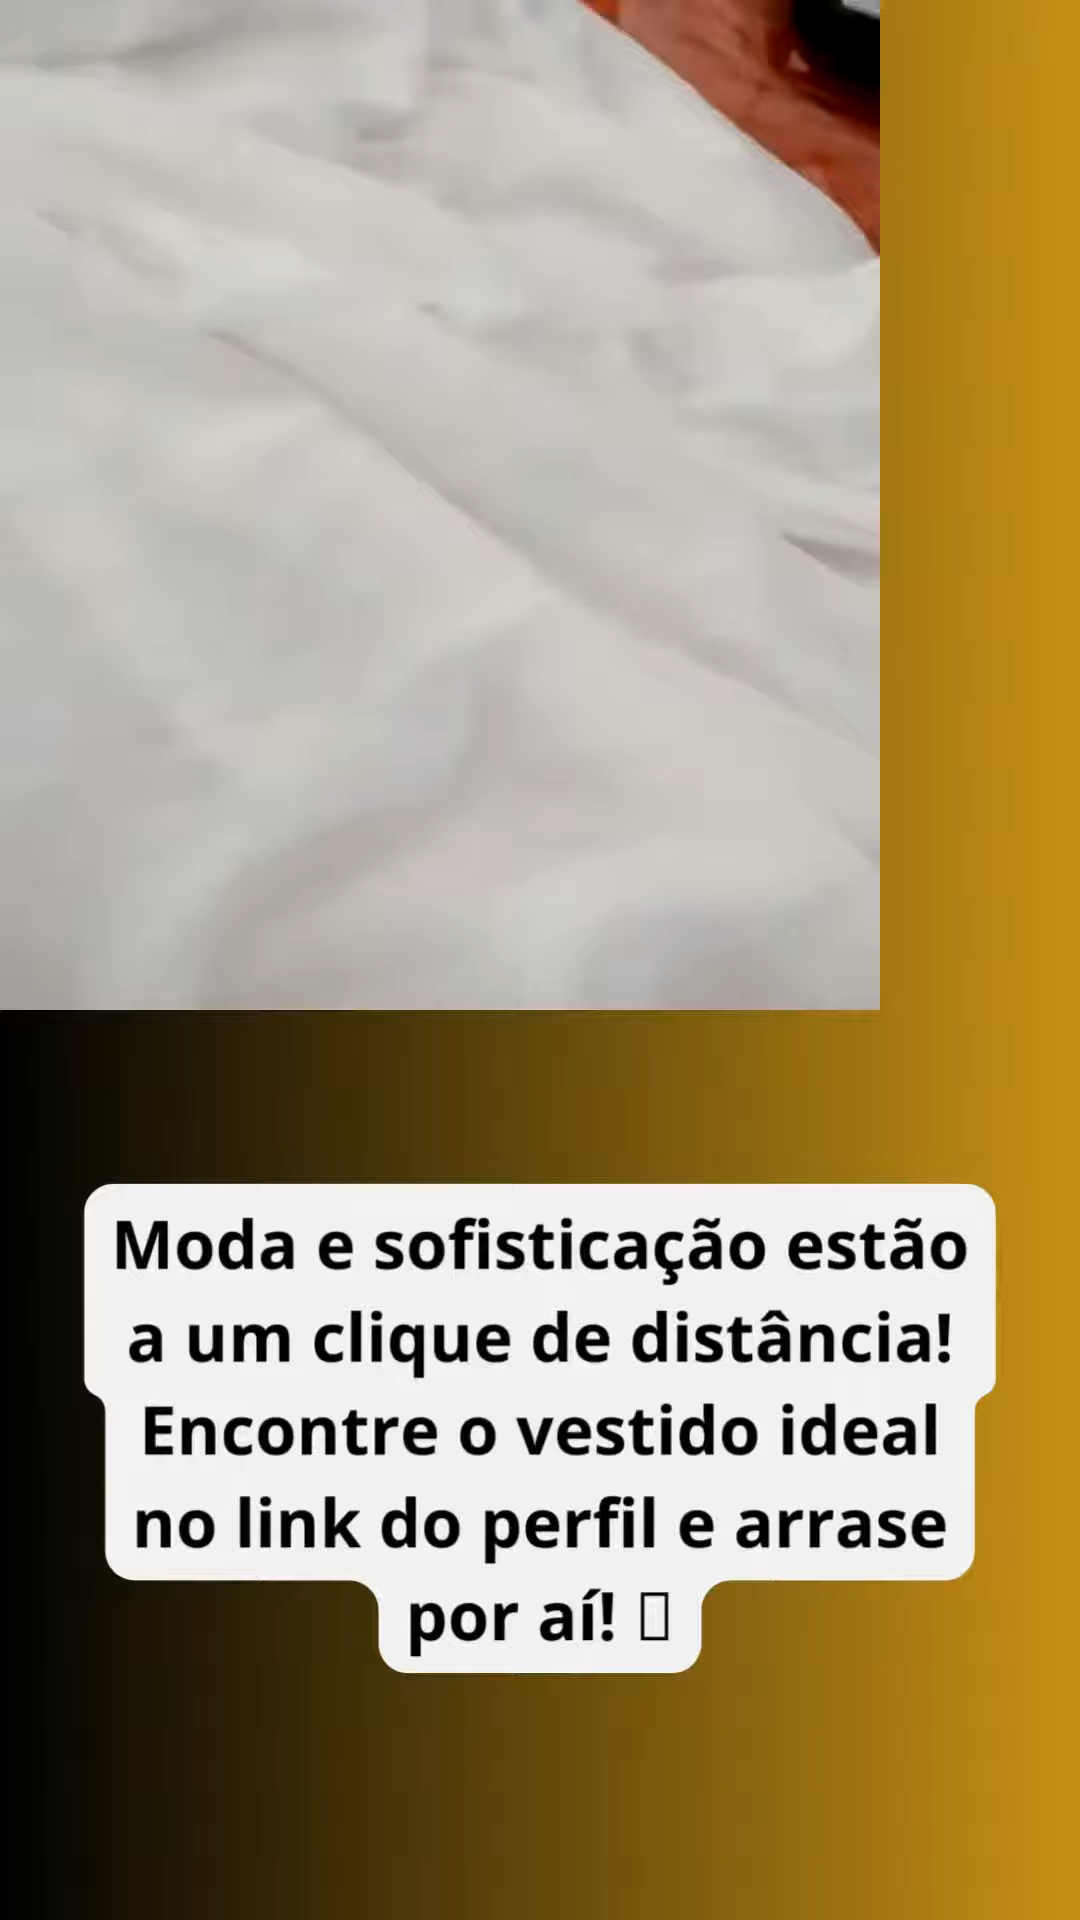 Moda e sofisticação estão
a um clique de distância!
Encontre o vestido ideal
no link do perfil e arrase
por aí!